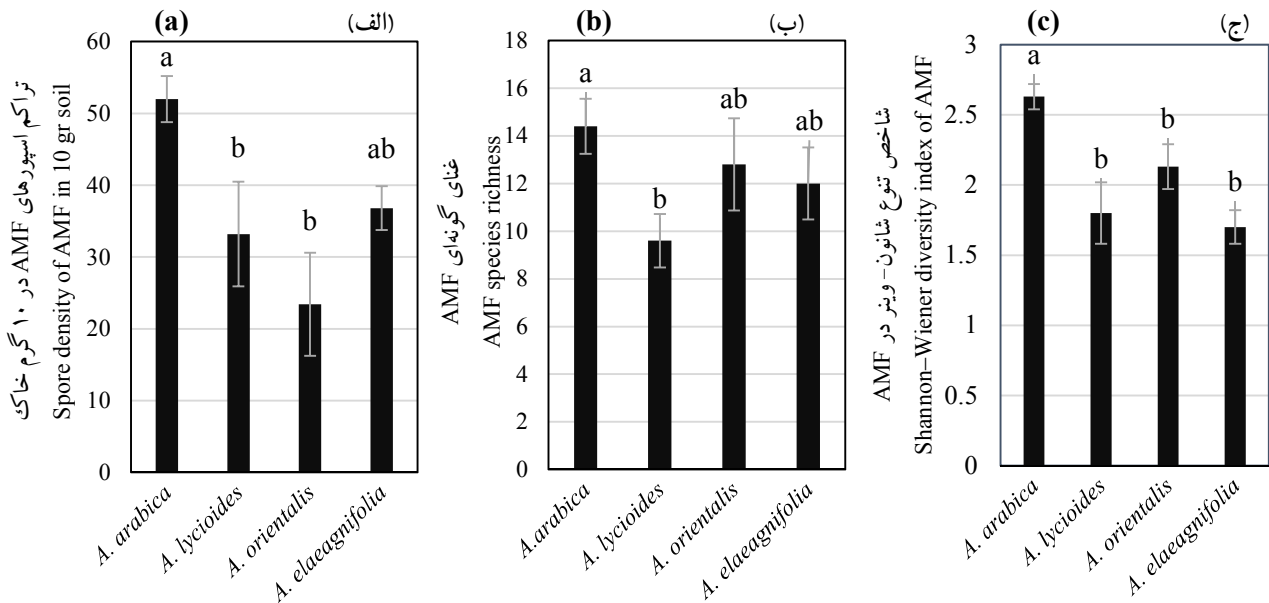 (a)
(الف)
تراکم اسپورهای AMF در ۱۰ گرم خاک
Spore density of AMF in 10 gr soil
60
50
40
30
20
10
0
a
b
b
ab
A. arabica
A. lycioides
A. orientalis
A. elaeagnifolia
(b)
(ب)
غنای گونه‌ای AMF
AMF species richness
18
16
14
12
10
8
6
4
2
0
a
b
ab
ab
A.arabica
A. lycioides
A. orientalis
A. elaeagnifolia
(c)
(ج)
شاخص تنوع شانون-وینر در AMF
Shannon–Wiener diversity index of AMF
3
2.5
2
1.5
1
0.5
0
a
b
b
b
A. arabica
A. lycioides
A. orientalis
A. elaeagnifolia